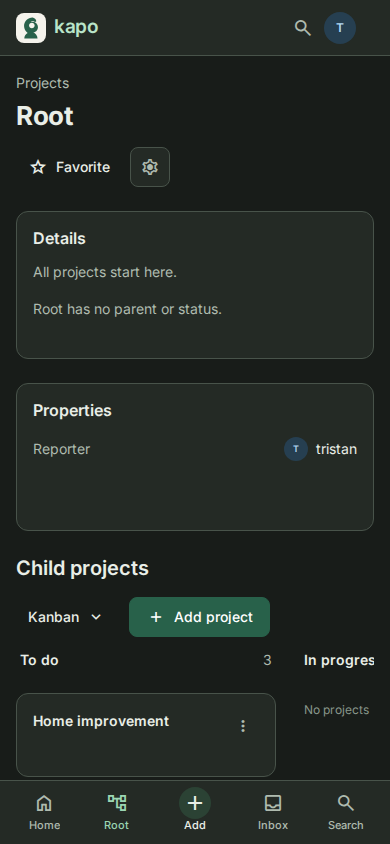 kapo
T
Projects
Root
Favorite
Details
All projects start here.
Root has no parent or status.
Properties
Reporter
T
tristan
Child projects
Kanban
Add project
To do
3
In progres
Home improvement
No projects
Home
Root
Add
Inbox
Search